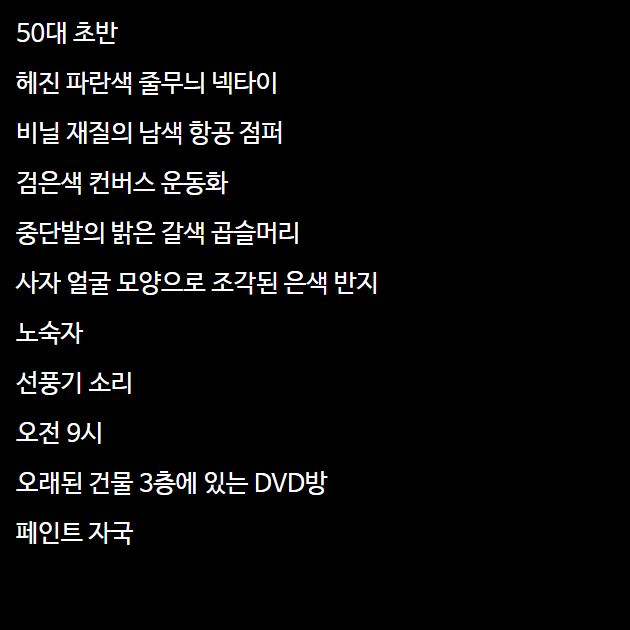 50대 초반
헤진 파란색 줄무늬 넥타이
비닐 재질의 남색 항공 점퍼
검은색 컨버스 운동화
중단발의 밝은 갈색 곱슬머리
사자 얼굴 모양으로 조각된 은색 반지
노숙자
선풍기 소리
오전 9시
오래된 건물 3층에 있는 DVD방
페인트 자국